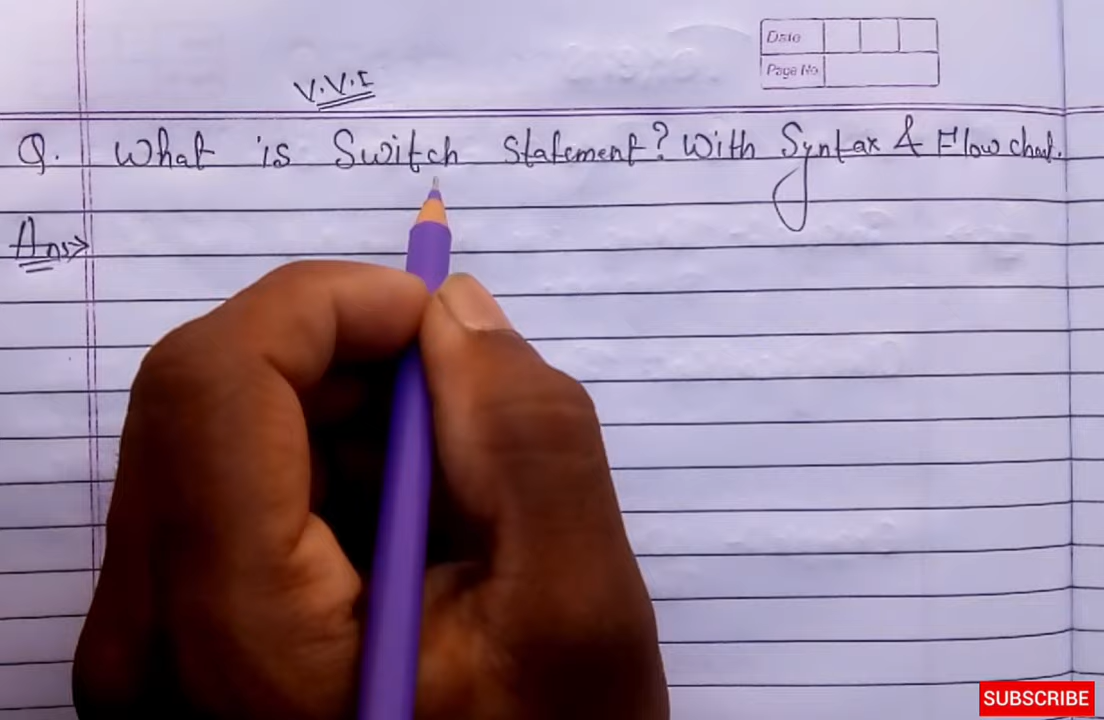 Date
Page No
V.V.I
Q. What is Switch Statement? With Syntax & Flow chart.
Ans→
SUBSCRIBE